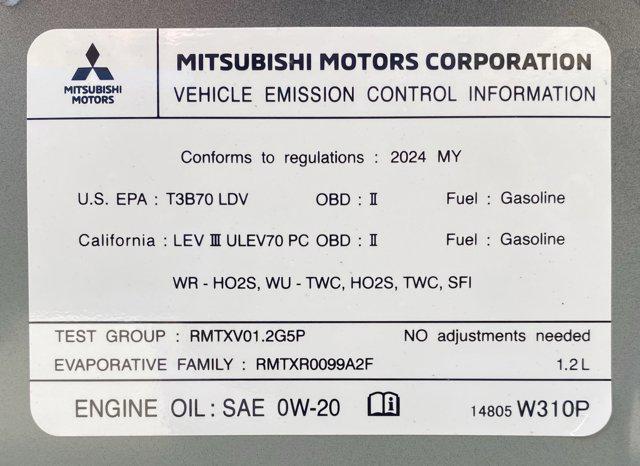 MITSUBISHI
MOTORS
MITSUBISHI MOTORS CORPORATION
VEHICLE EMISSION CONTROL INFORMATION
Conforms to regulations : 2024 MY
U.S. EPA : T3B70 LDV OBD : Ⅱ Fuel : Gasoline
California : LEV Ⅲ ULEV70 PC OBD : Ⅱ Fuel : Gasoline
WR - HO2S, WU - TWC, HO2S, TWC, SFI
TEST GROUP : RMTXV01.2G5P NO adjustments needed
EVAPORATIVE FAMILY : RMTXR0099A2F 1.2 L
ENGINE OIL : SAE 0W-20 14805 W310P